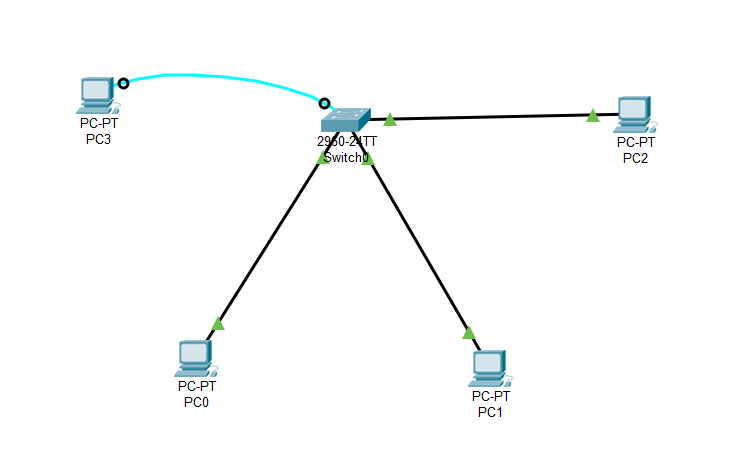 PC-PT
PC3
2960-24TT
Switch0
PC-PT
PC2
PC-PT
PC0
PC-PT
PC1